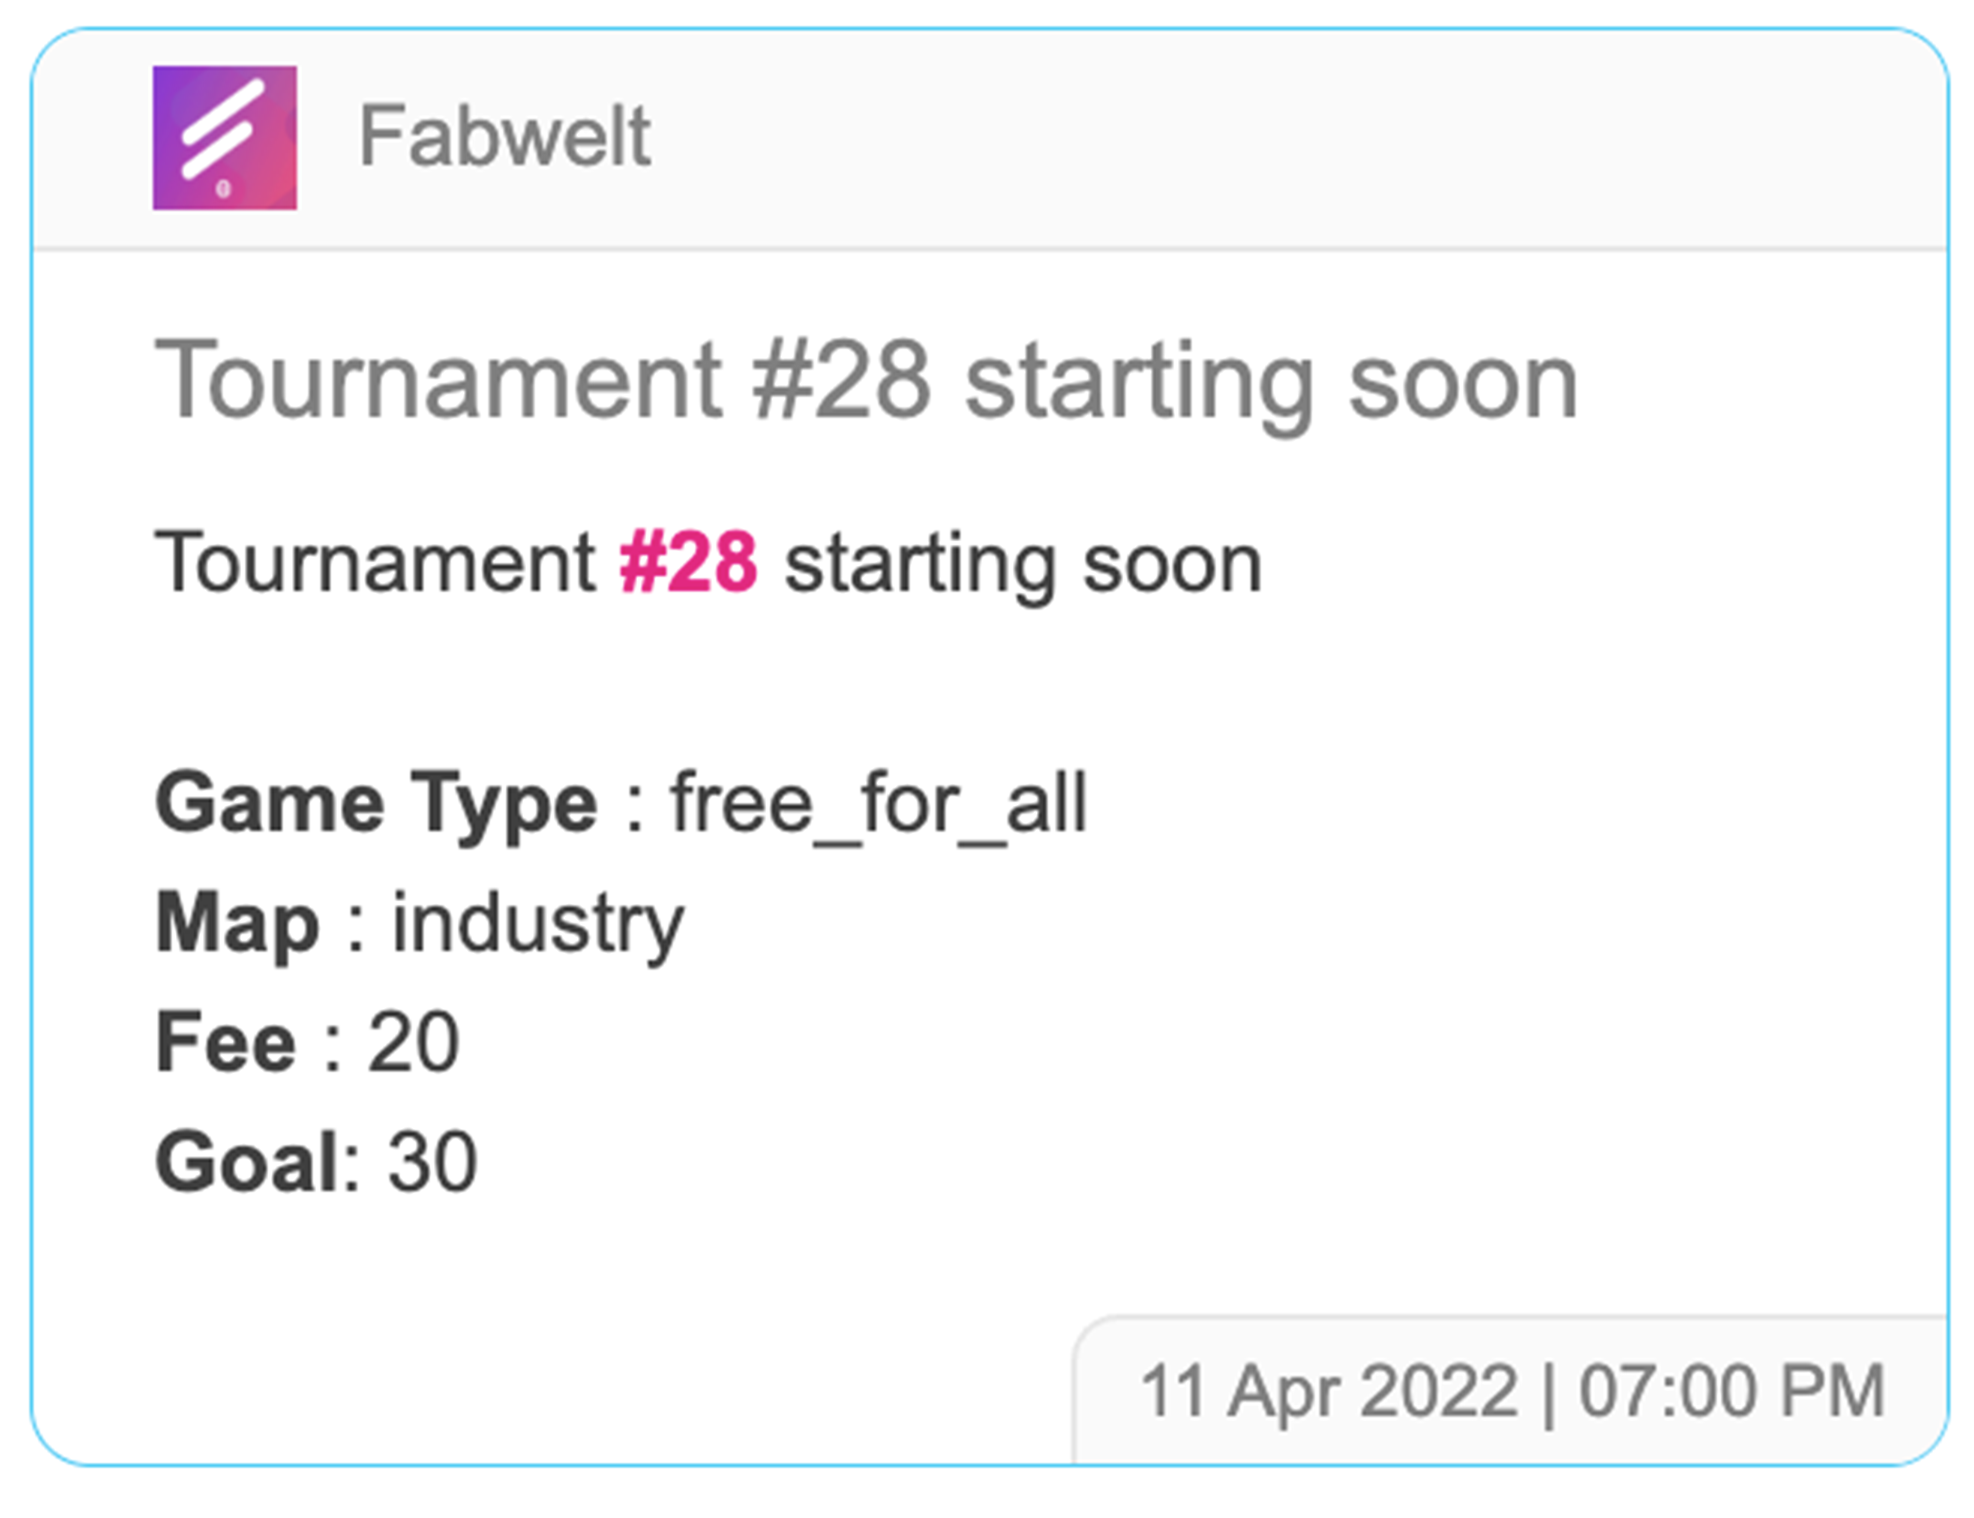 Fabwelt
Tournament #28 starting soon
Tournament #28 starting soon
Game Type : free_for_all
Map : industry
Fee : 20
Goal: 30
11 Apr 2022 | 07:00 PM